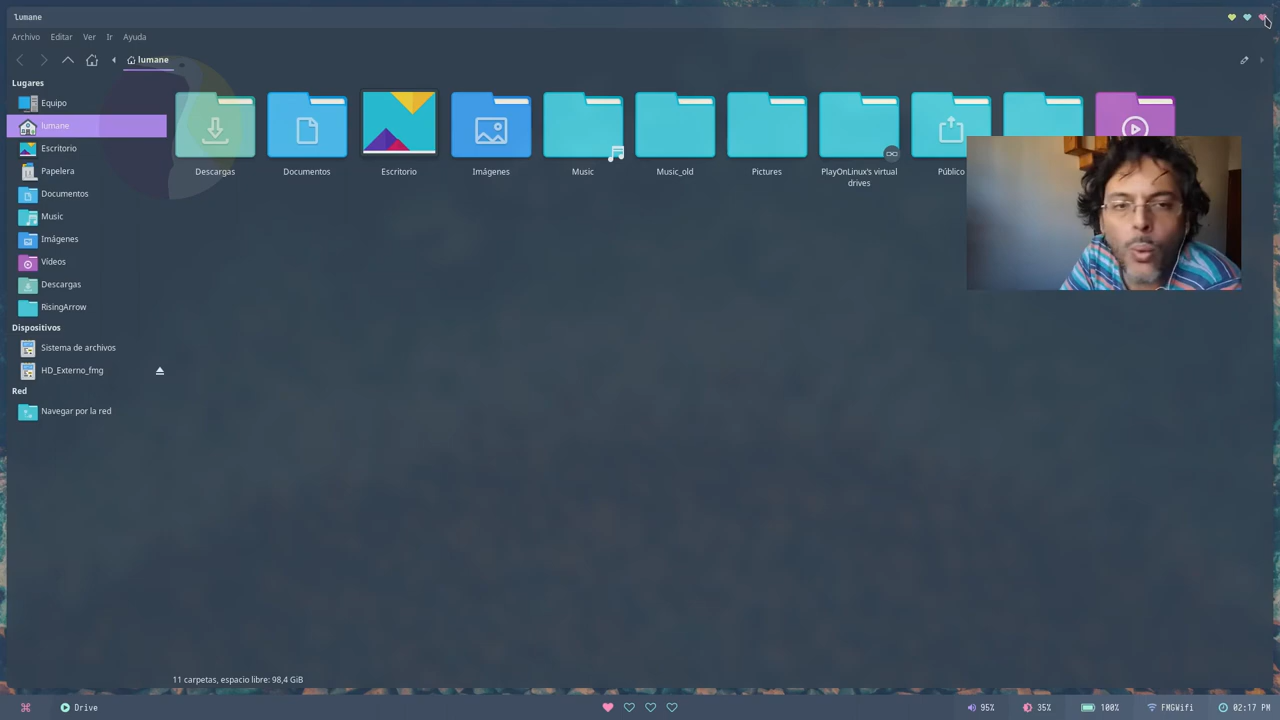 lumane
Archivo Editar Ver Ir Ayuda
lumane
Lugares
Equipo
lumane
Escritorio
Papelera
Documentos
Music
Imágenes
Vídeos
Descargas
RisingArrow
Dispositivos
Sistema de archivos
HD_Externo_fmg
Red
Navegar por la red
Descargas Documentos Escritorio Imágenes Music Music_old Pictures PlayOnLinux's virtual drives Público
11 carpetas, espacio libre: 98,4 GiB
Drive 95% 35% 100% FMGWifi 02:17 PM